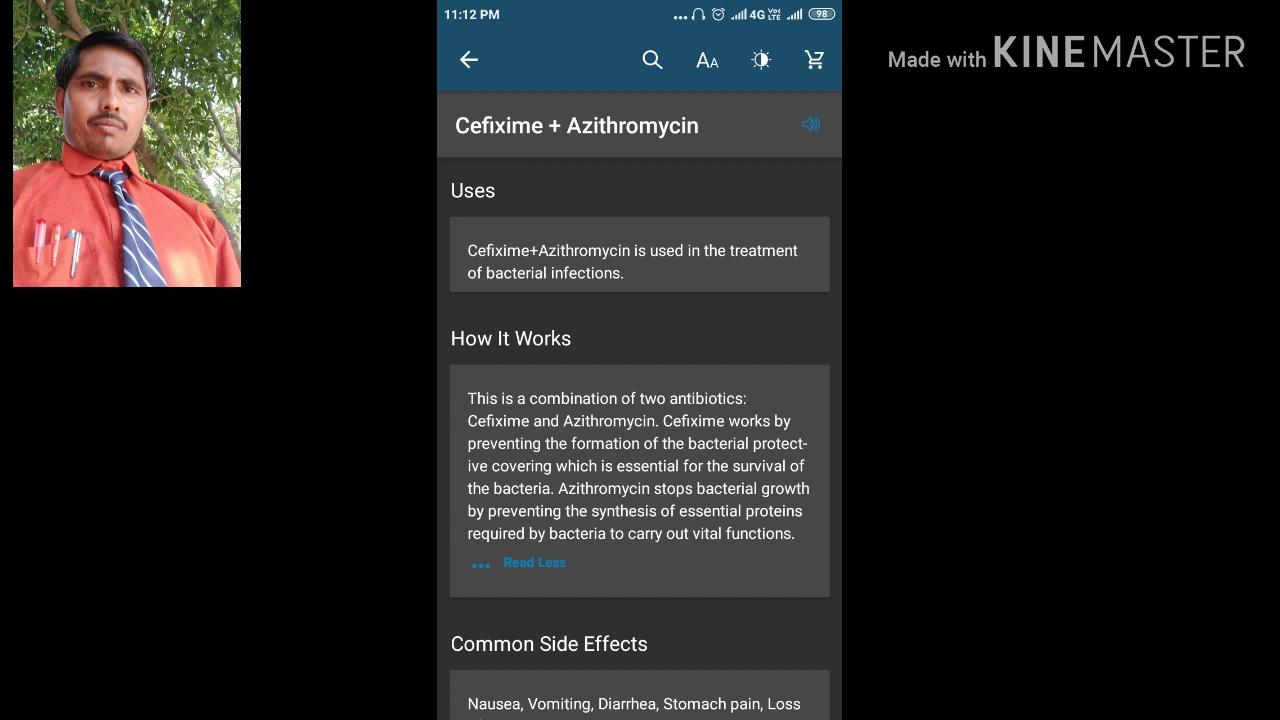 11:12 PM
4G Vo LTE 98
Made with KINEMASTER
AA
Cefixime + Azithromycin
Uses
Cefixime+Azithromycin is used in the treatment
of bacterial infections.
How It Works
This is a combination of two antibiotics:
Cefixime and Azithromycin. Cefixime works by
preventing the formation of the bacterial protect-
ive covering which is essential for the survival of
the bacteria. Azithromycin stops bacterial growth
by preventing the synthesis of essential proteins
required by bacteria to carry out vital functions.
... Read Less
Common Side Effects
Nausea, Vomiting, Diarrhea, Stomach pain, Loss